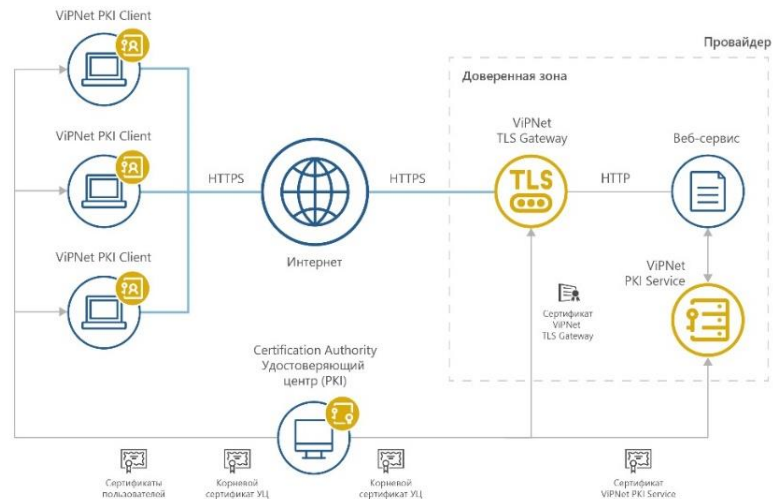 ViPNet PKI Client
Провайдер
Доверенная зона
ViPNet
TLS Gateway
Веб-сервис
ViPNet PKI Client
TLS
HTTPS
HTTPS
HTTP
Интернет
ViPNet PKI Client
ViPNet
PKI Service
Сертификат
ViPNet
TLS Gateway
Certification Authority
Удостоверяющий
центр (PKI)
Сертификаты
пользователей
Корневой
сертификат УЦ
Корневой
сертификат УЦ
Сертификат
ViPNet PKI Service